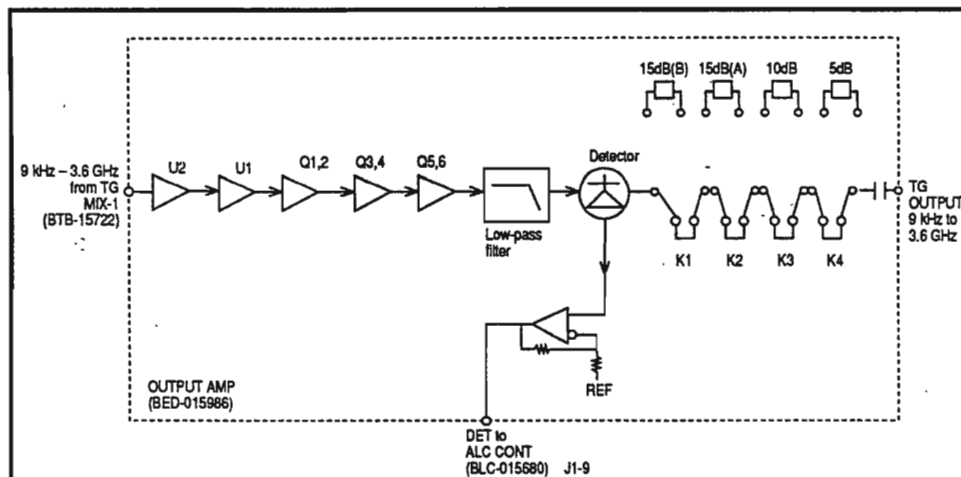 15dB(B) 15dB(A) 10dB 5dB
9 kHz – 3.6 GHz
from TG
MIX-1
(BTB-15722)
U2 U1 Q1,2 Q3,4 Q5,6
Low-pass
filter
Detector
K1 K2 K3 K4
TG
OUTPUT
9 kHz to
3.6 GHz
REF
OUTPUT AMP
(BED-015986)
DET to
ALC CONT
(BLC-015680) J1-9